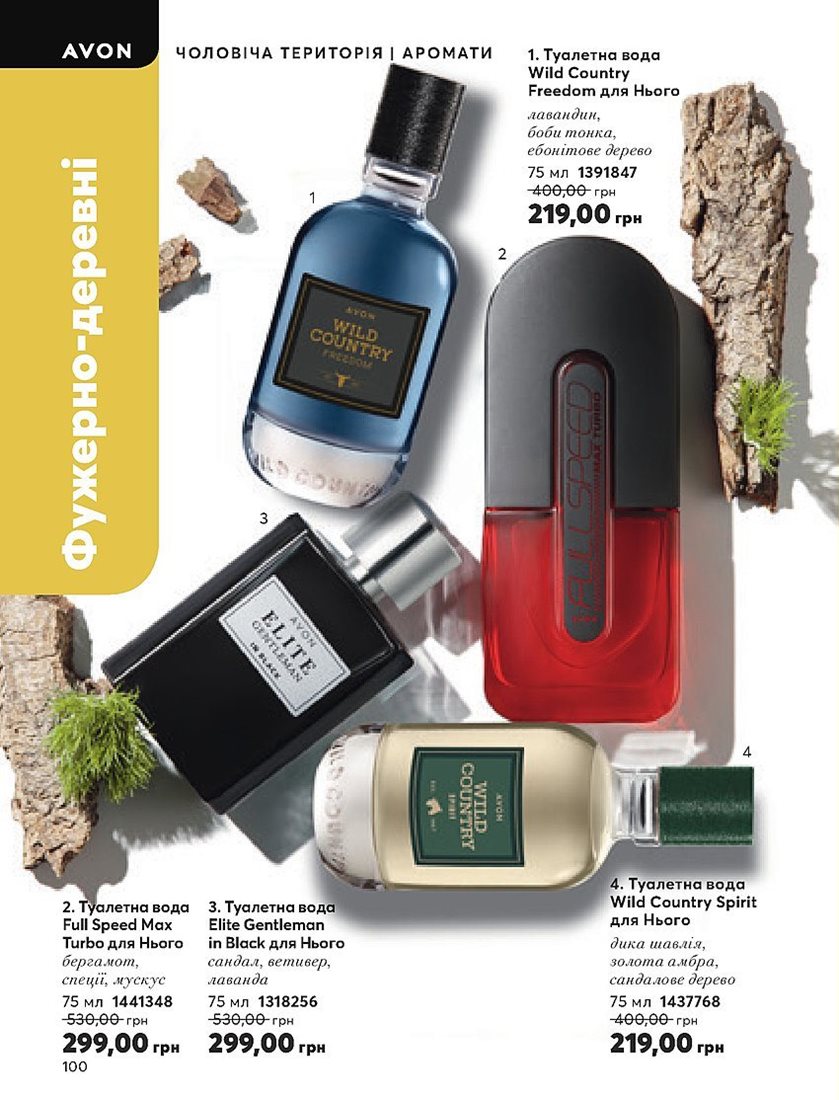 AVON
ЧОЛОВІЧА ТЕРИТОРІЯ | АРОМАТИ
Фужерно-деревні
1. Туалетна вода
Wild Country
Freedom для Нього
лавандин,
боби тонка,
ебонітове дерево
75 мл 1391847
400,00 грн
219,00 грн
1
AVON
WILD
COUNTRY
FREEDOM
WILD COUN
2
FULL SPEED
MAX TURBO
3
AVON
ELITE
GENTLEMAN
IN BLACK
4
AVON
WILD
COUNTRY
SPIRIT
2. Туалетна вода
Full Speed Max
Turbo для Нього
бергамот,
спеції, мускус
75 мл 1441348
530,00 грн
299,00 грн
3. Туалетна вода
Elite Gentleman
in Black для Нього
сандал, ветивер,
лаванда
75 мл 1318256
530,00 грн
299,00 грн
4. Туалетна вода
Wild Country Spirit
для Нього
дика шавлія,
золота амбра,
сандалове дерево
75 мл 1437768
400,00 грн
219,00 грн
100